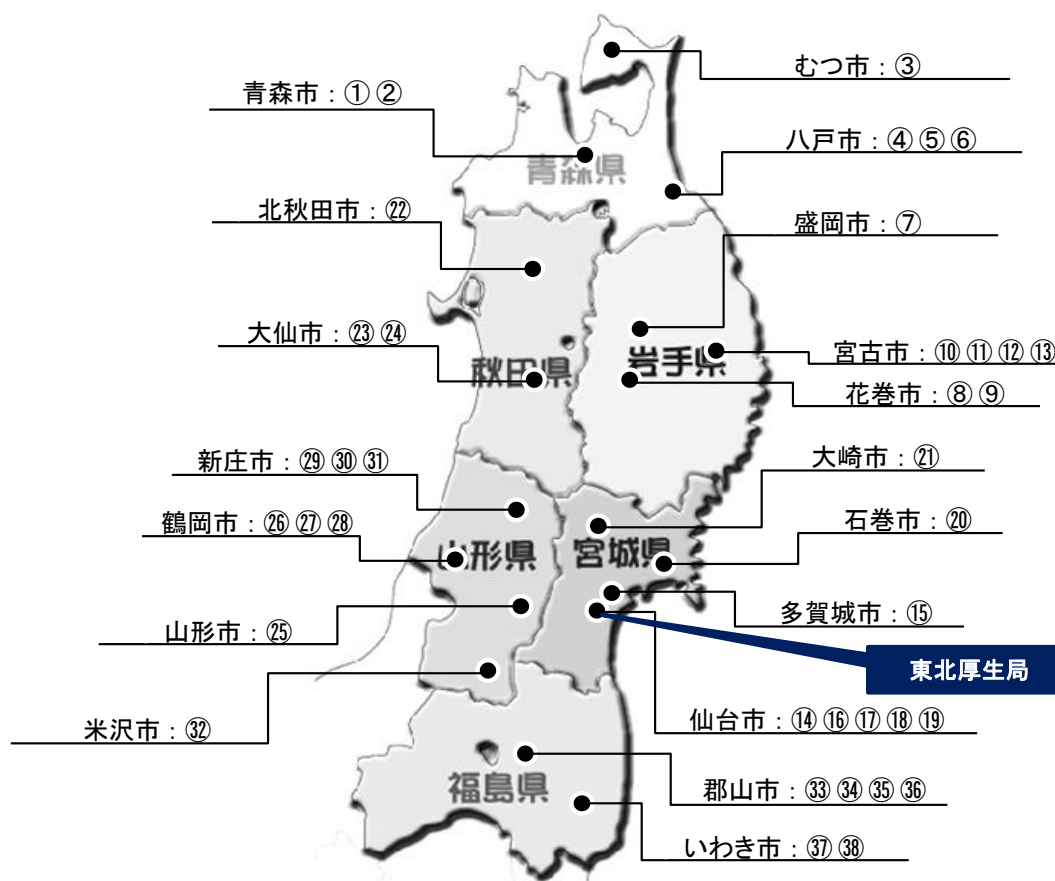 むつ市：③
青森市：① ②
八戸市：④ ⑤ ⑥
青森県
北秋田市：㉒
盛岡市：⑦
大仙市：㉓ ㉔
秋田県
岩手県
宮古市：⑩ ⑪ ⑫ ⑬
花巻市：⑧ ⑨
新庄市：㉙ ㉚ ㉛
大崎市：㉑
鶴岡市：㉖ ㉗ ㉘
石巻市：⑳
山形県
宮城県
多賀城市：⑮
山形市：㉕
東北厚生局
米沢市：㉜
仙台市：⑭ ⑯ ⑰ ⑱ ⑲
郡山市：㉝ ㉞ ㉟ ㊱
福島県
いわき市：㊲ ㊳